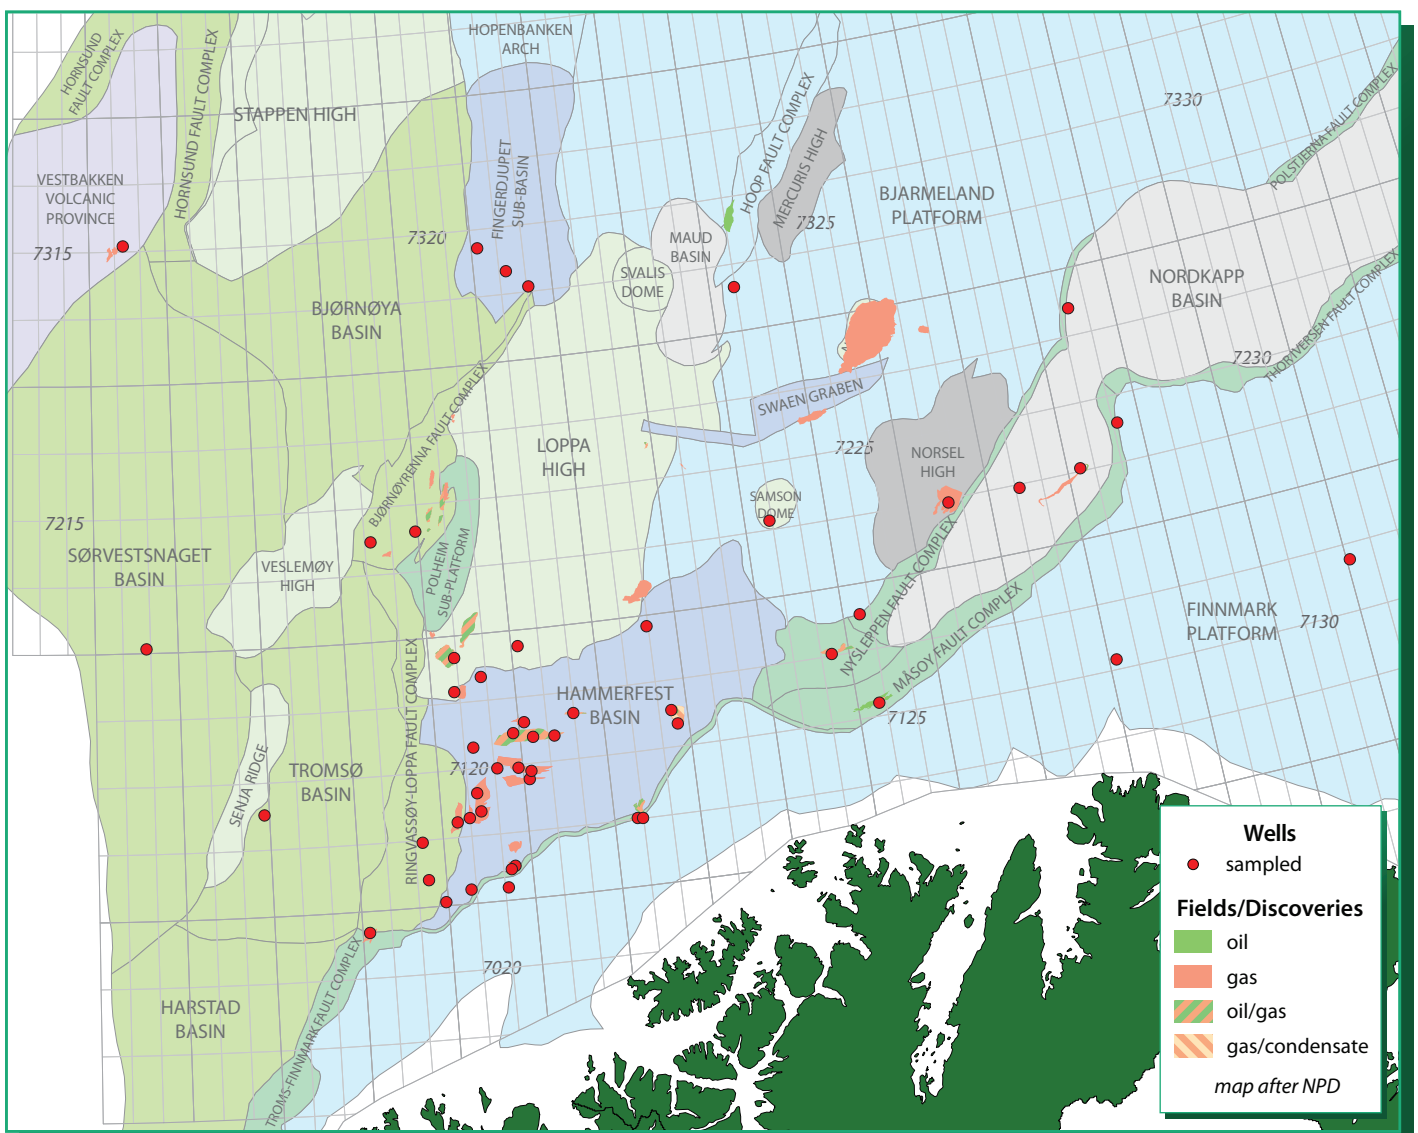 HORNSUND
FAULT COMPLEX
HORNSUND FAULT COMPLEX
STAPPEN HIGH
HOPENBANKEN
ARCH
FINGERDJUPET
SUB-BASIN
HOOP FAULT COMPLEX
MERCURIS HIGH
7330
POLSTJERNA FAULT COMPLEX
VESTBAKKEN
VOLCANIC
PROVINCE
7315
7320
MAUD
BASIN
SVALIS
DOME
7325
BJARMELAND
PLATFORM
NORDKAPP
BASIN
THOR IVERSEN FAULT COMPLEX
7230
BJØRNØYA
BASIN
BJØRNØYRENNA FAULT COMPLEX
SWAEN GRABEN
LOPPA
HIGH
7225
NORSEL
HIGH
SAMSON
DOME
7215
SØRVESTSNAGET
BASIN
VESLEMØY
HIGH
POLHEIM
SUB-PLATFORM
NYSLEPPEN FAULT COMPLEX
MÅSOY FAULT COMPLEX
FINNMARK
PLATFORM
7130
RINGVASSØY-LOPPA FAULT COMPLEX
HAMMERFEST
BASIN
7125
7120
SENJA RIDGE
TROMSØ
BASIN
HARSTAD
BASIN
TROMS-FINNMARK FAULT COMPLEX
7020
Wells
sampled
Fields/Discoveries
oil
gas
oil/gas
gas/condensate
map after NPD